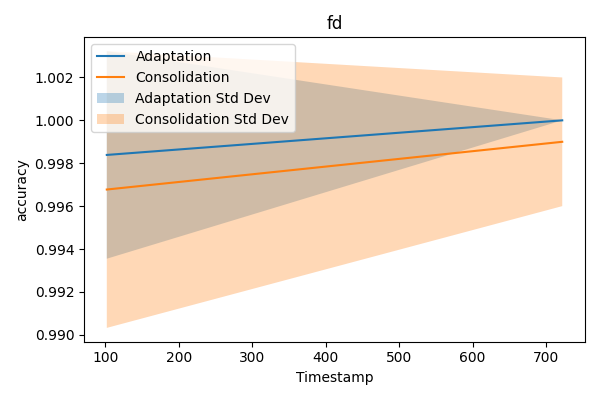 fd
Adaptation
Consolidation
Adaptation Std Dev
Consolidation Std Dev
accuracy
1.002
1.000
0.998
0.996
0.994
0.992
0.990
100 200 300 400 500 600 700
Timestamp